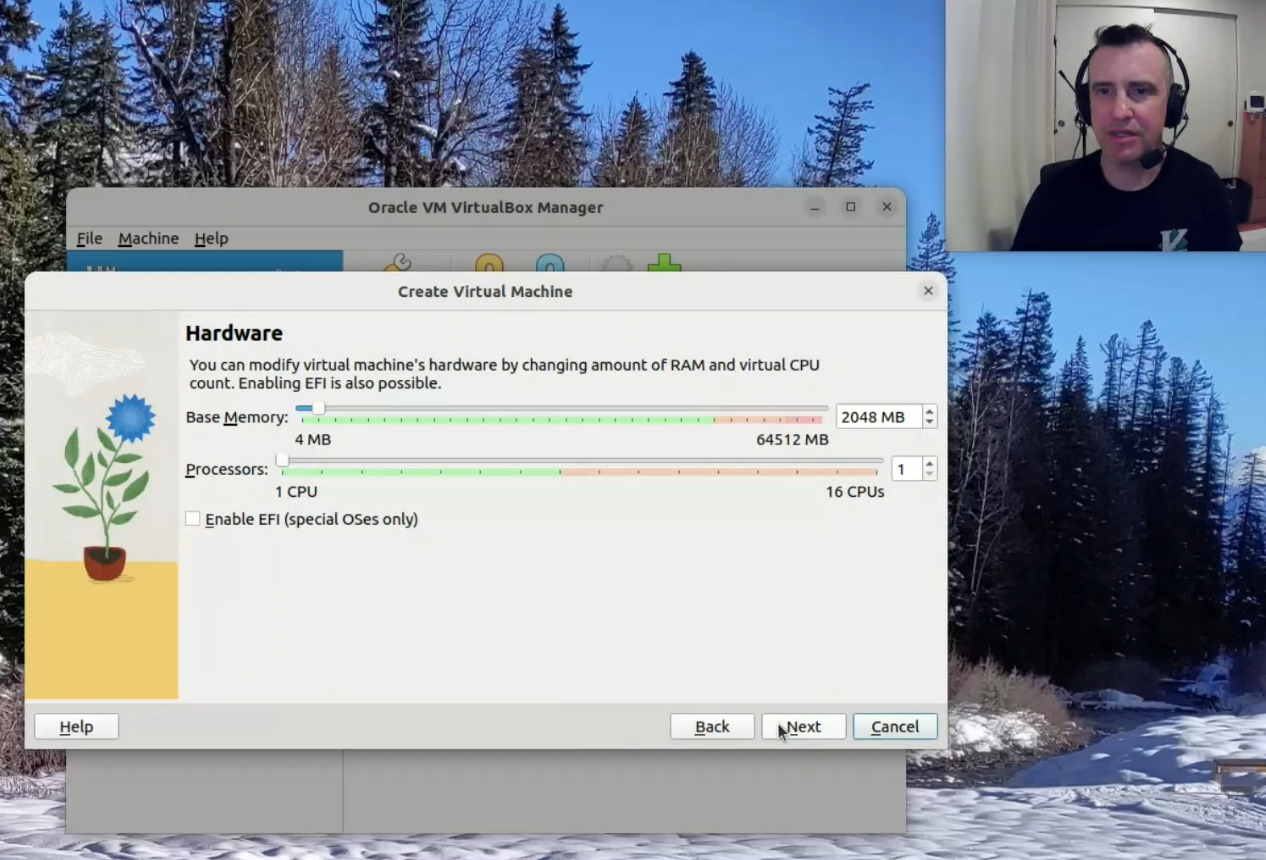 Oracle VM VirtualBox Manager
File Machine Help
Create Virtual Machine
Hardware
You can modify virtual machine's hardware by changing amount of RAM and virtual CPU
count. Enabling EFI is also possible.
Base Memory: 2048 MB
4 MB 64512 MB
Processors: 1
1 CPU 16 CPUs
Enable EFI (special OSes only)
Help Back Next Cancel